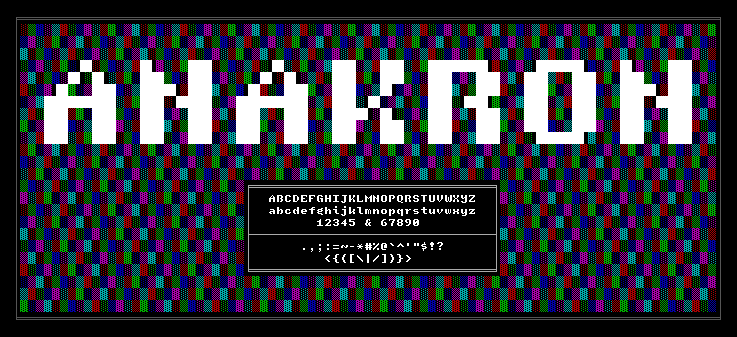 ANAKRON
ABCDEFGHIJKLMNOPQRSTUVWXYZ
abcdefghijklmnopqrstuvwxyz
12345 & 67890
.,;:=~-*#%@`^'"$!?
<{([\|/])}>